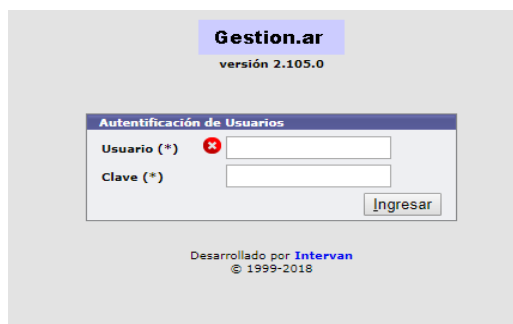 Gestion.ar
versión 2.105.0
Autentificación de Usuarios
Usuario (*)
Clave (*)
Ingresar
Desarrollado por Intervan
© 1999-2018